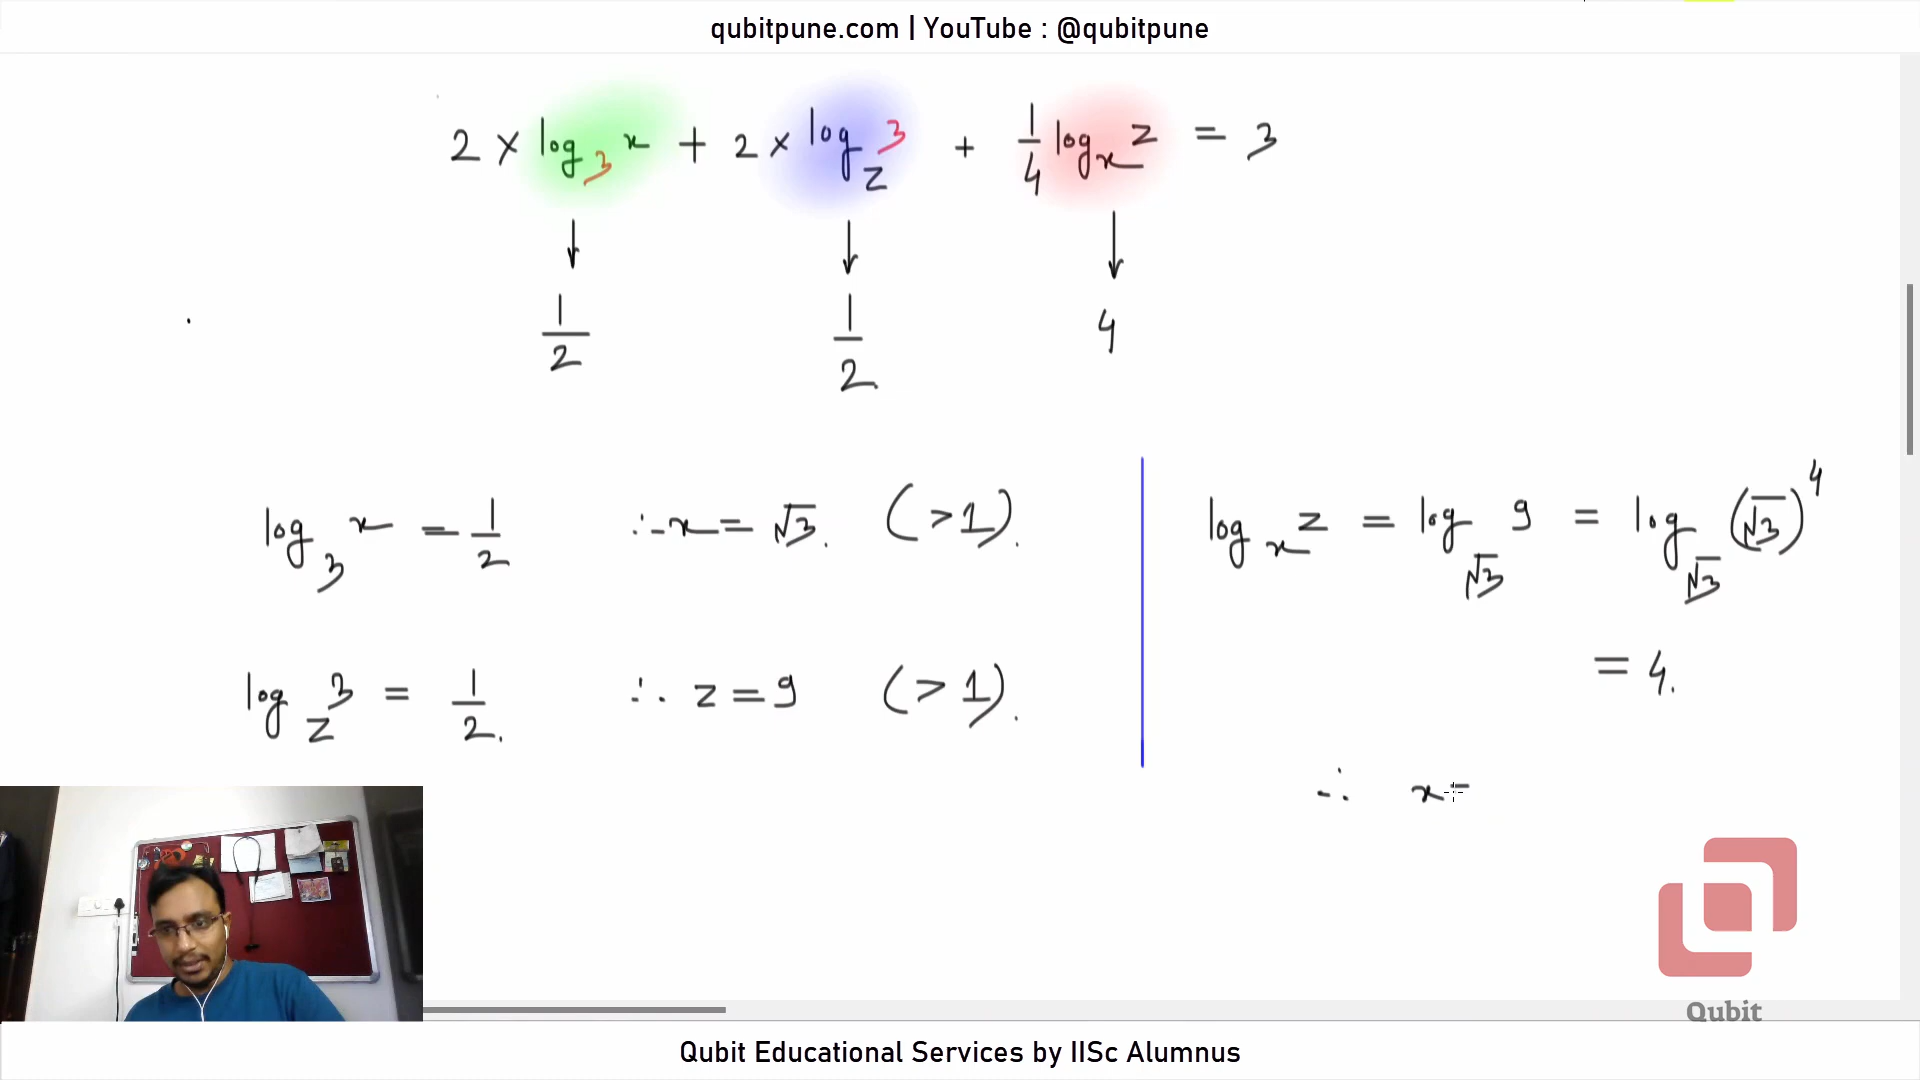 qubitpune.com | YouTube : @qubitpune
2 × log₃ x + 2 × log_z 3 + 1/4 log_x z = 3
↓ ↓ ↓
1/2 1/2 4
log₃ x = 1/2 ∴ x = √3. (>1).
log_x z = log_√3 9 = log_√3 (√3)⁴
= 4.
log_z 3 = 1/2. ∴ z = 9 (>1).
∴ x =
Qubit
Qubit Educational Services by IISc Alumnus